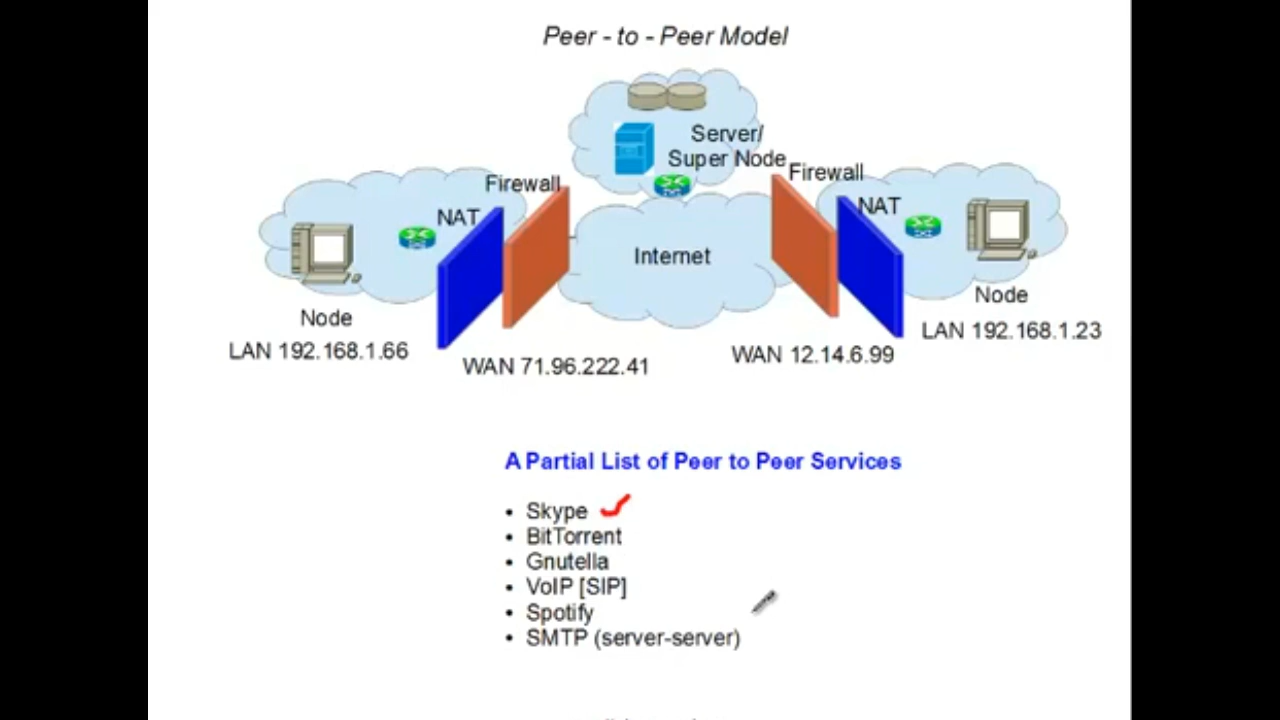 Peer - to - Peer Model
Server/
Super Node
Firewall
Firewall
NAT
NAT
Internet
Node
LAN 192.168.1.66
WAN 71.96.222.41
WAN 12.14.6.99
Node
LAN 192.168.1.23
A Partial List of Peer to Peer Services
• Skype
• BitTorrent
• Gnutella
• VoIP [SIP]
• Spotify
• SMTP (server-server)